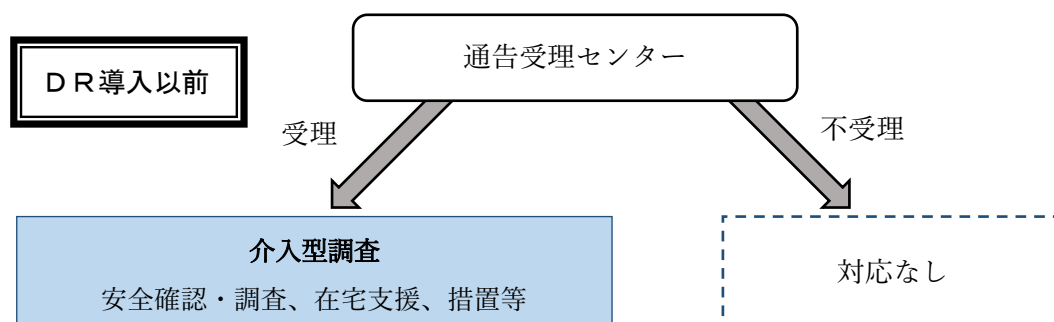 通告受理センター
ＤＲ導入以前
受理
不受理
介入型調査
安全確認・調査、在宅支援、措置等
対応なし